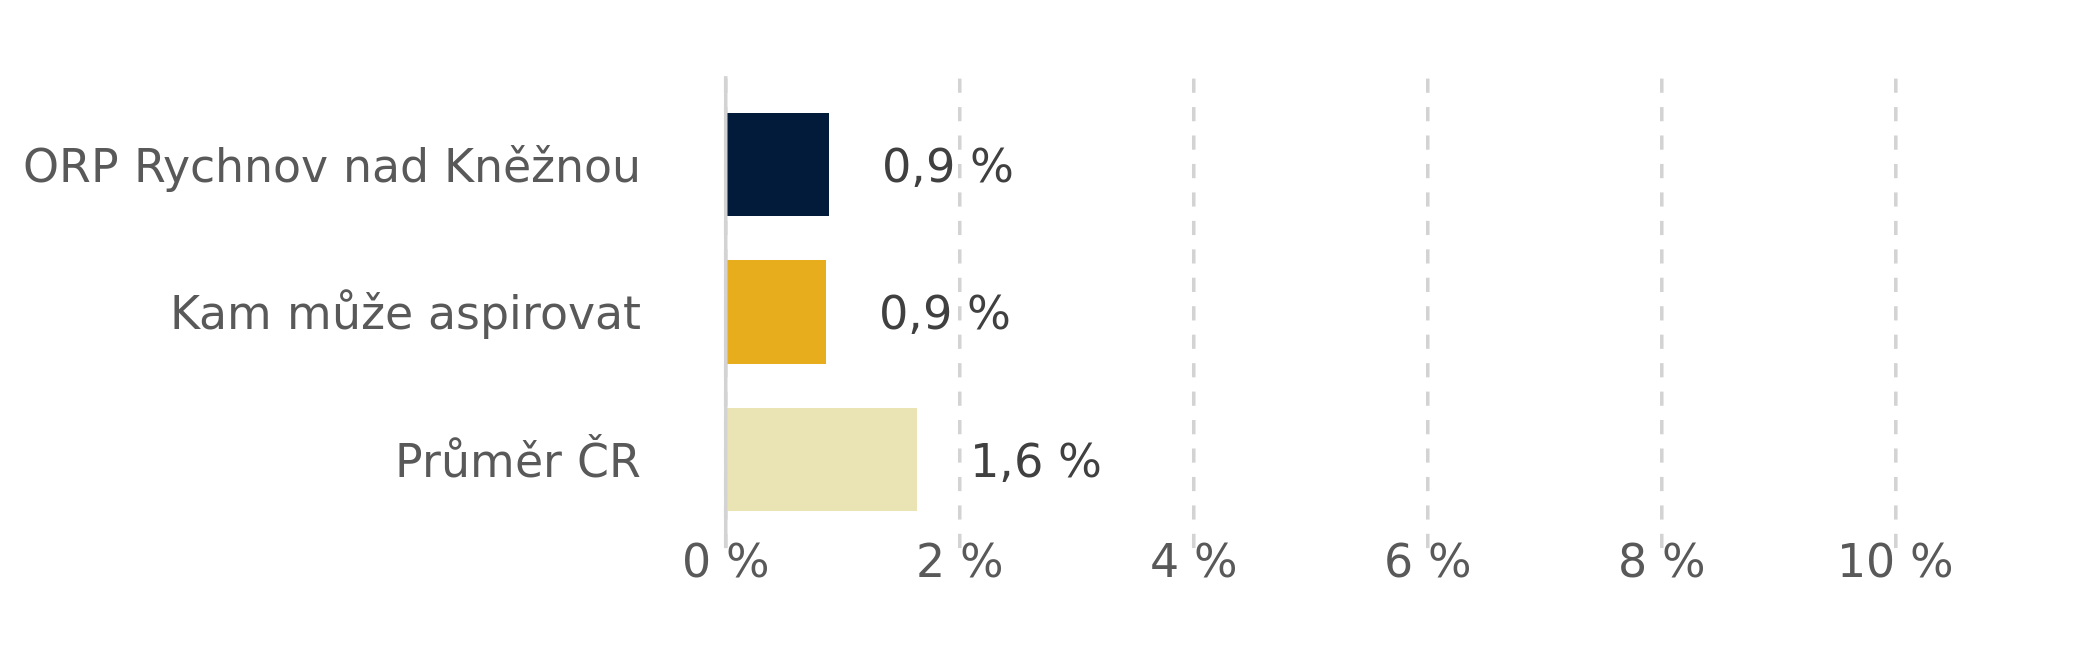 ORP Rychnov nad Kněžnou 0,9 %
Kam může aspirovat 0,9 %
Průměr ČR 1,6 %
0 % 2 % 4 % 6 % 8 % 10 %